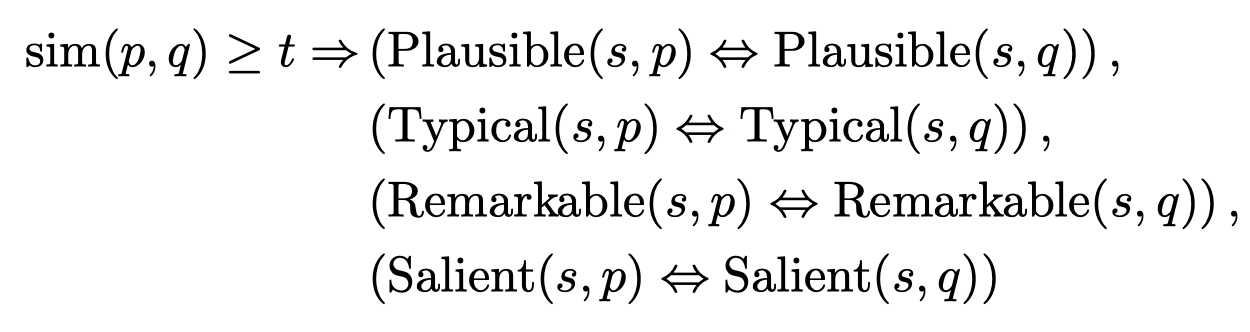 sim(p, q) ≥ t ⇒ (Plausible(s, p) ⇔ Plausible(s, q)) ,
(Typical(s, p) ⇔ Typical(s, q)) ,
(Remarkable(s, p) ⇔ Remarkable(s, q)) ,
(Salient(s, p) ⇔ Salient(s, q))